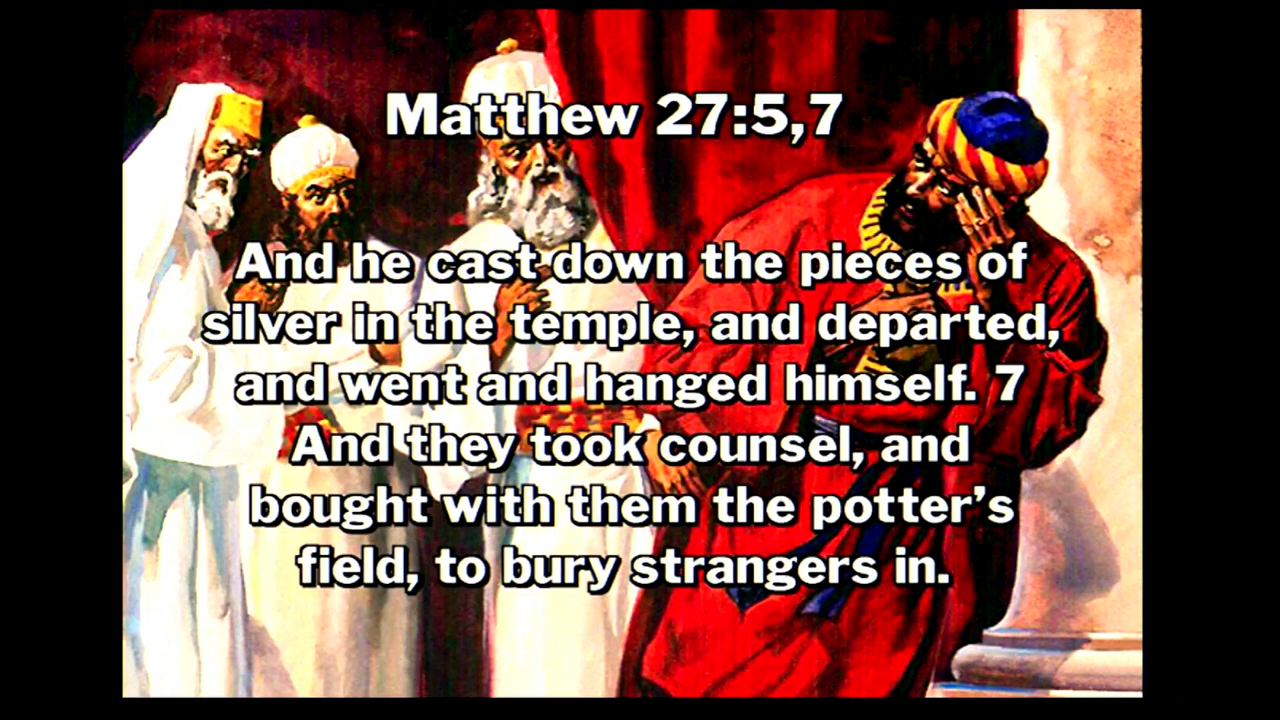 Matthew 27:5,7
And he cast down the pieces of
silver in the temple, and departed,
and went and hanged himself. 7
And they took counsel, and
bought with them the potter’s
field, to bury strangers in.